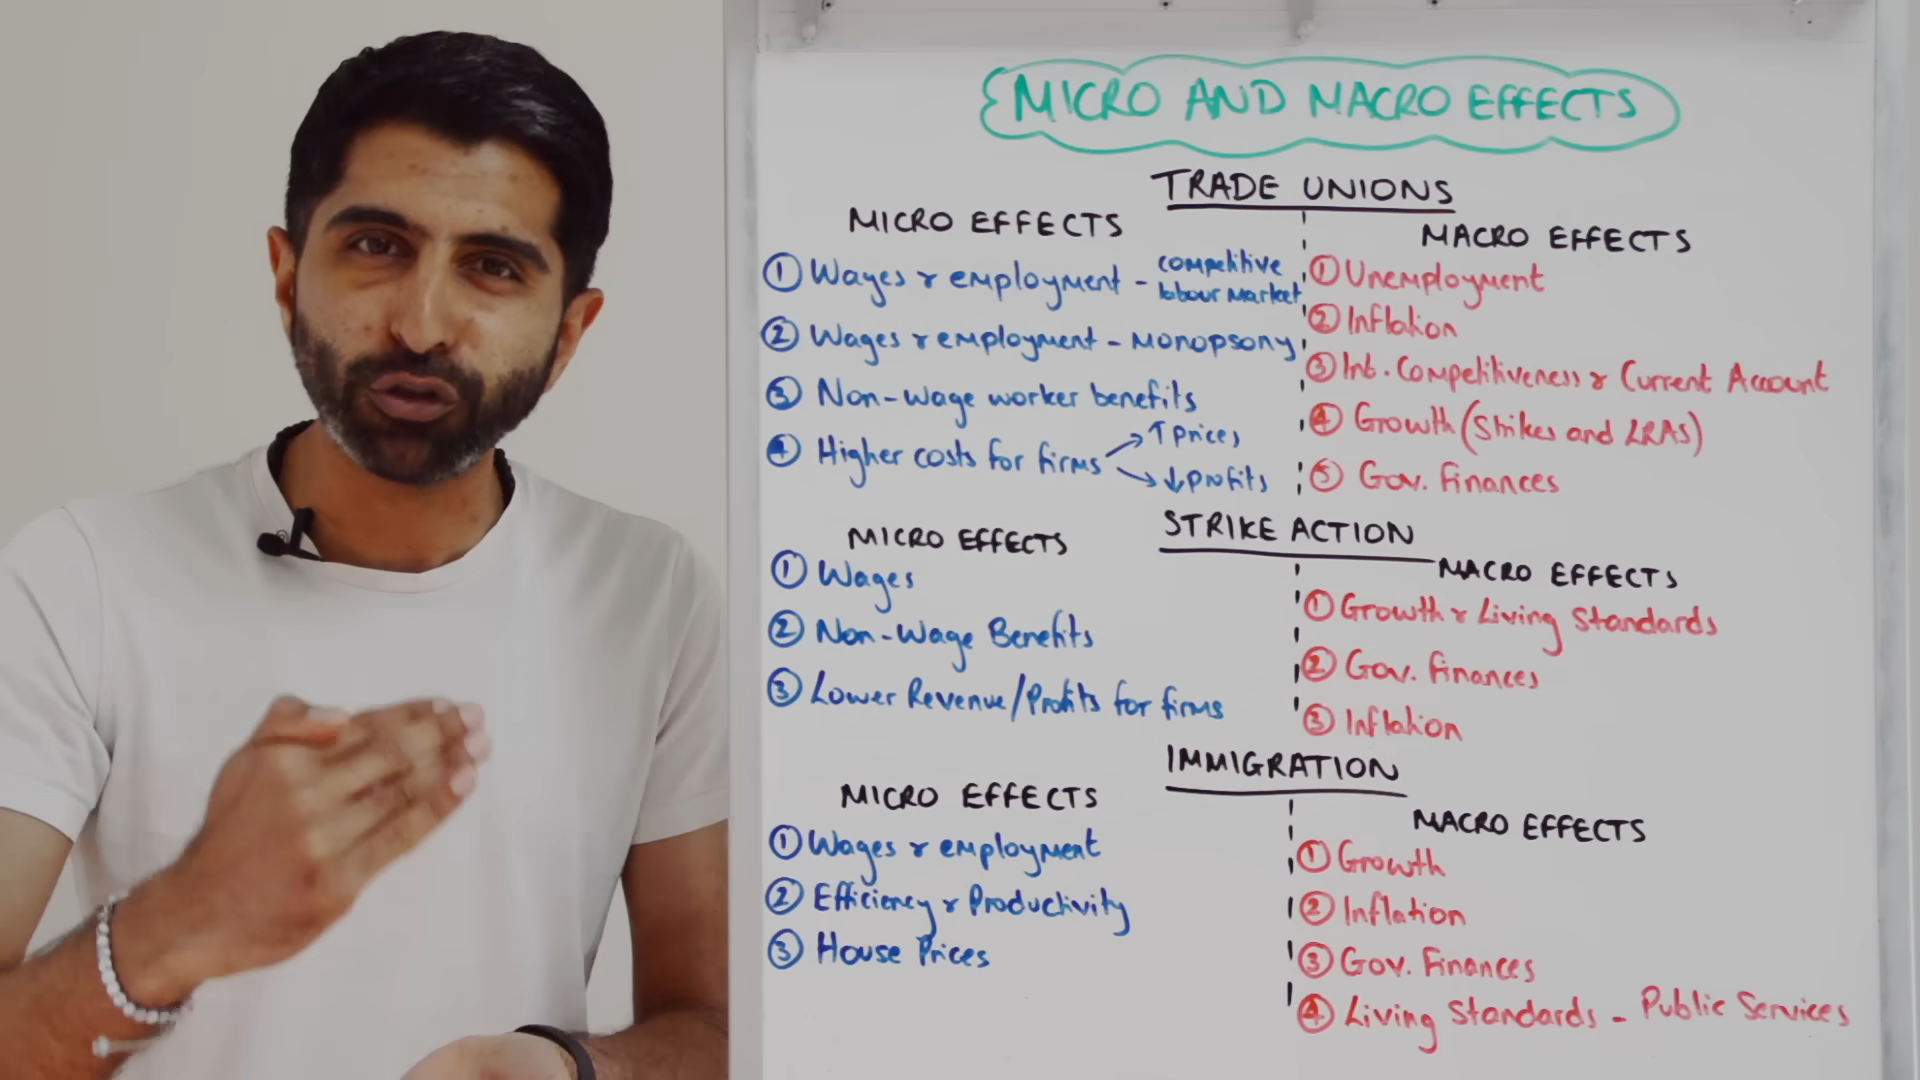 MICRO AND MACRO EFFECTS
TRADE UNIONS
MICRO EFFECTS
① Wages & employment - competitive labour market
② Wages & employment - monopsony
③ Non-wage worker benefits
④ Higher costs for firms
↑ prices
↓ profits
MACRO EFFECTS
① Unemployment
② Inflation
③ Int. Competitiveness & Current Account
④ Growth (Strikes and LRAS)
⑤ Gov. Finances
STRIKE ACTION
MICRO EFFECTS
① Wages
② Non-Wage Benefits
③ Lower Revenue/Profits for firms
MACRO EFFECTS
① Growth & Living Standards
② Gov. Finances
③ Inflation
IMMIGRATION
MICRO EFFECTS
① Wages & employment
② Efficiency & Productivity
③ House Prices
MACRO EFFECTS
① Growth
② Inflation
③ Gov. Finances
④ Living Standards - Public Services